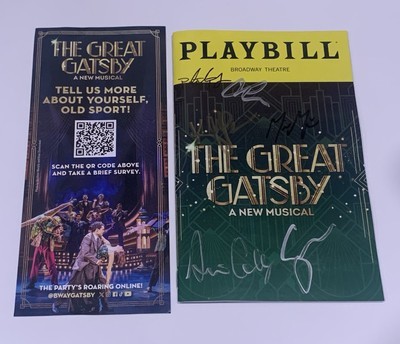 THE GREAT
GATSBY
A NEW MUSICAL
TELL US MORE
ABOUT YOURSELF,
OLD SPORT!
SCAN THE QR CODE ABOVE
AND TAKE A BRIEF SURVEY.
THE PARTY'S ROARING ONLINE!
@BWAYGATSBY
PLAYBILL
BROADWAY THEATRE
THE GREAT
GATSBY
A NEW MUSICAL